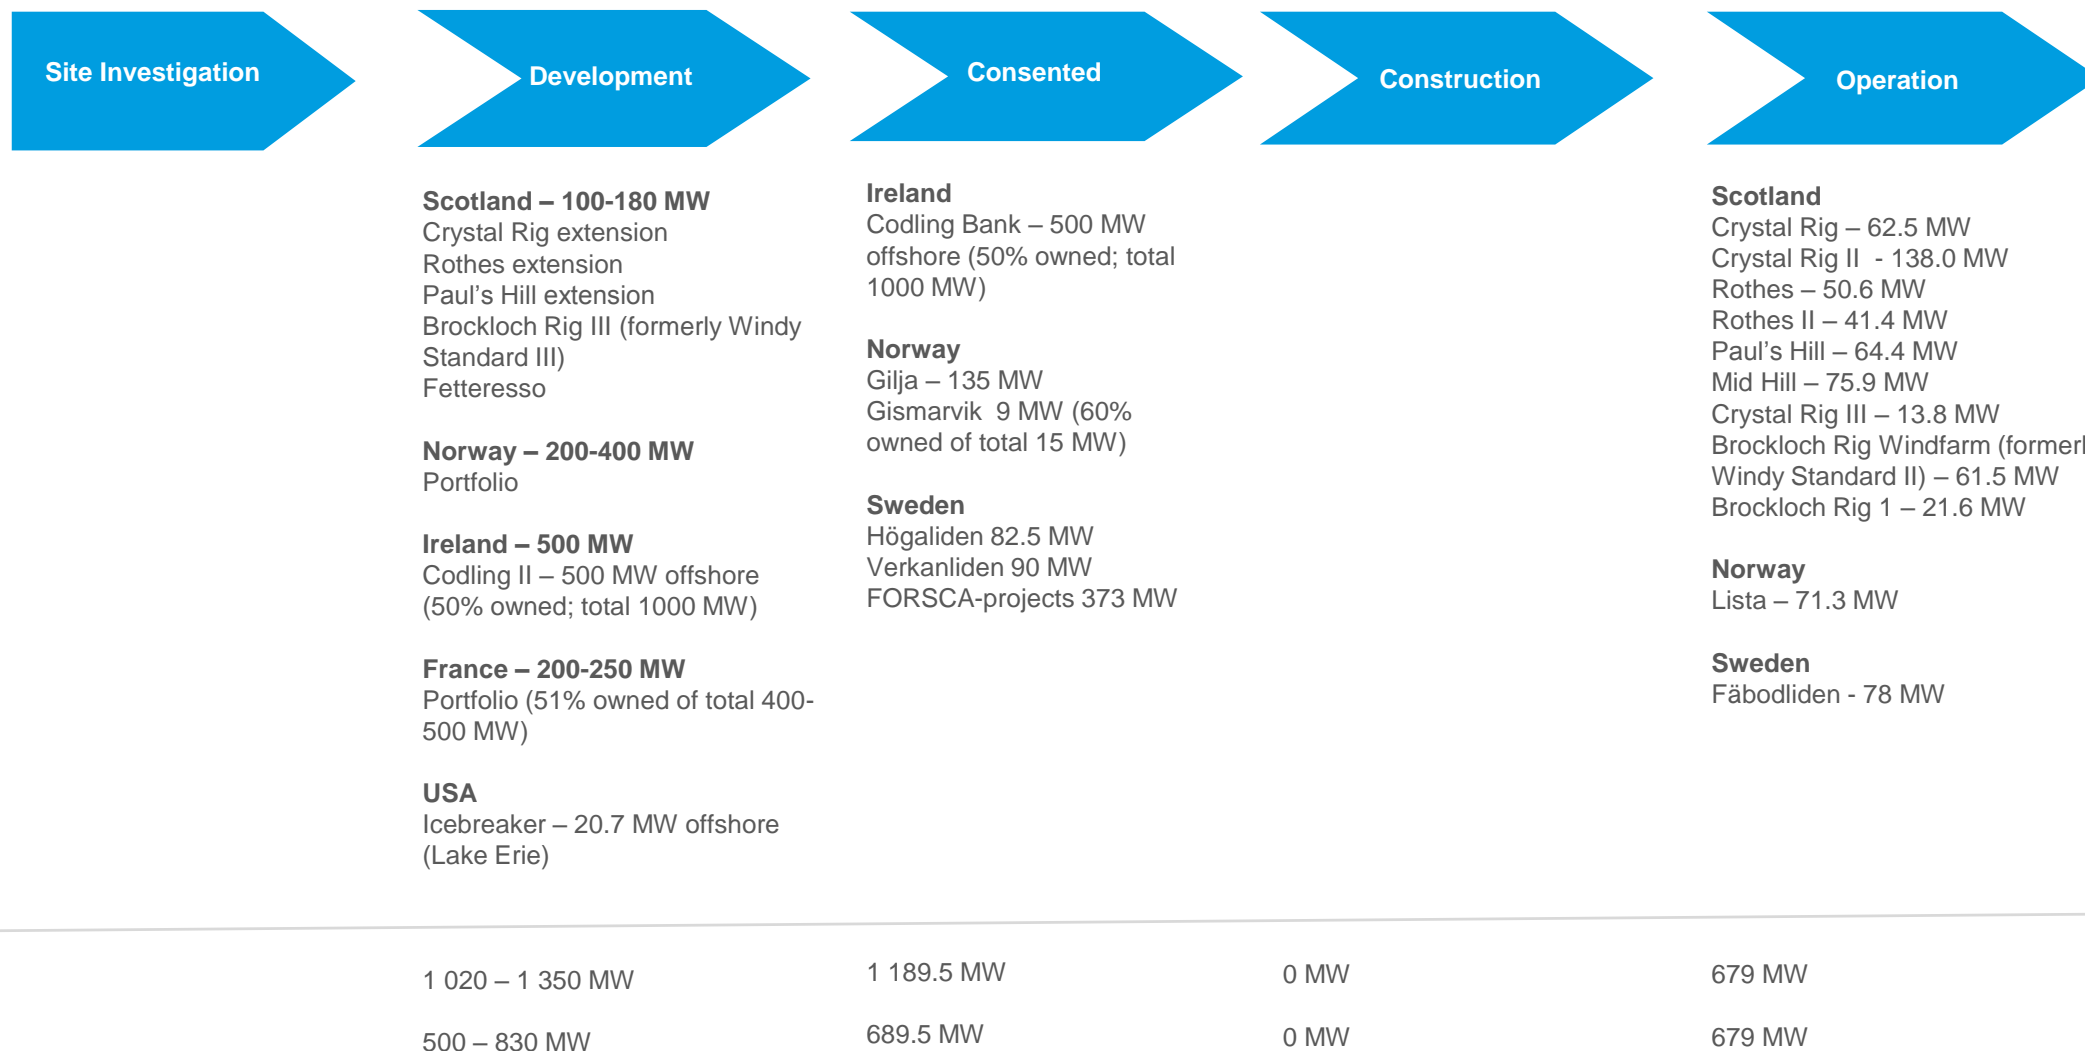 Site Investigation
Development
Consented
Construction
Operation
Scotland – 100-180 MW
Crystal Rig extension
Rothes extension
Paul’s Hill extension
Brockloch Rig III (formerly Windy
Standard III)
Fetteresso
Norway – 200-400 MW
Portfolio
Ireland – 500 MW
Codling II – 500 MW offshore
(50% owned; total 1000 MW)
France – 200-250 MW
Portfolio (51% owned of total 400-
500 MW)
USA
Icebreaker – 20.7 MW offshore
(Lake Erie)
Ireland
Codling Bank – 500 MW
offshore (50% owned; total
1000 MW)
Norway
Gilja – 135 MW
Gismarvik  9 MW (60%
owned of total 15 MW)
Sweden
Högaliden 82.5 MW
Verkanliden 90 MW
FORSCA-projects 373 MW
Scotland
Crystal Rig – 62.5 MW
Crystal Rig II  - 138.0 MW
Rothes – 50.6 MW
Rothes II – 41.4 MW
Paul’s Hill – 64.4 MW
Mid Hill – 75.9 MW
Crystal Rig III – 13.8 MW
Brockloch Rig Windfarm (formerl
Windy Standard II) – 61.5 MW
Brockloch Rig 1 – 21.6 MW
Norway
Lista – 71.3 MW
Sweden
Fäbodliden - 78 MW
1 020 – 1 350 MW
1 189.5 MW
0 MW
679 MW
500 – 830 MW
689.5 MW
0 MW
679 MW